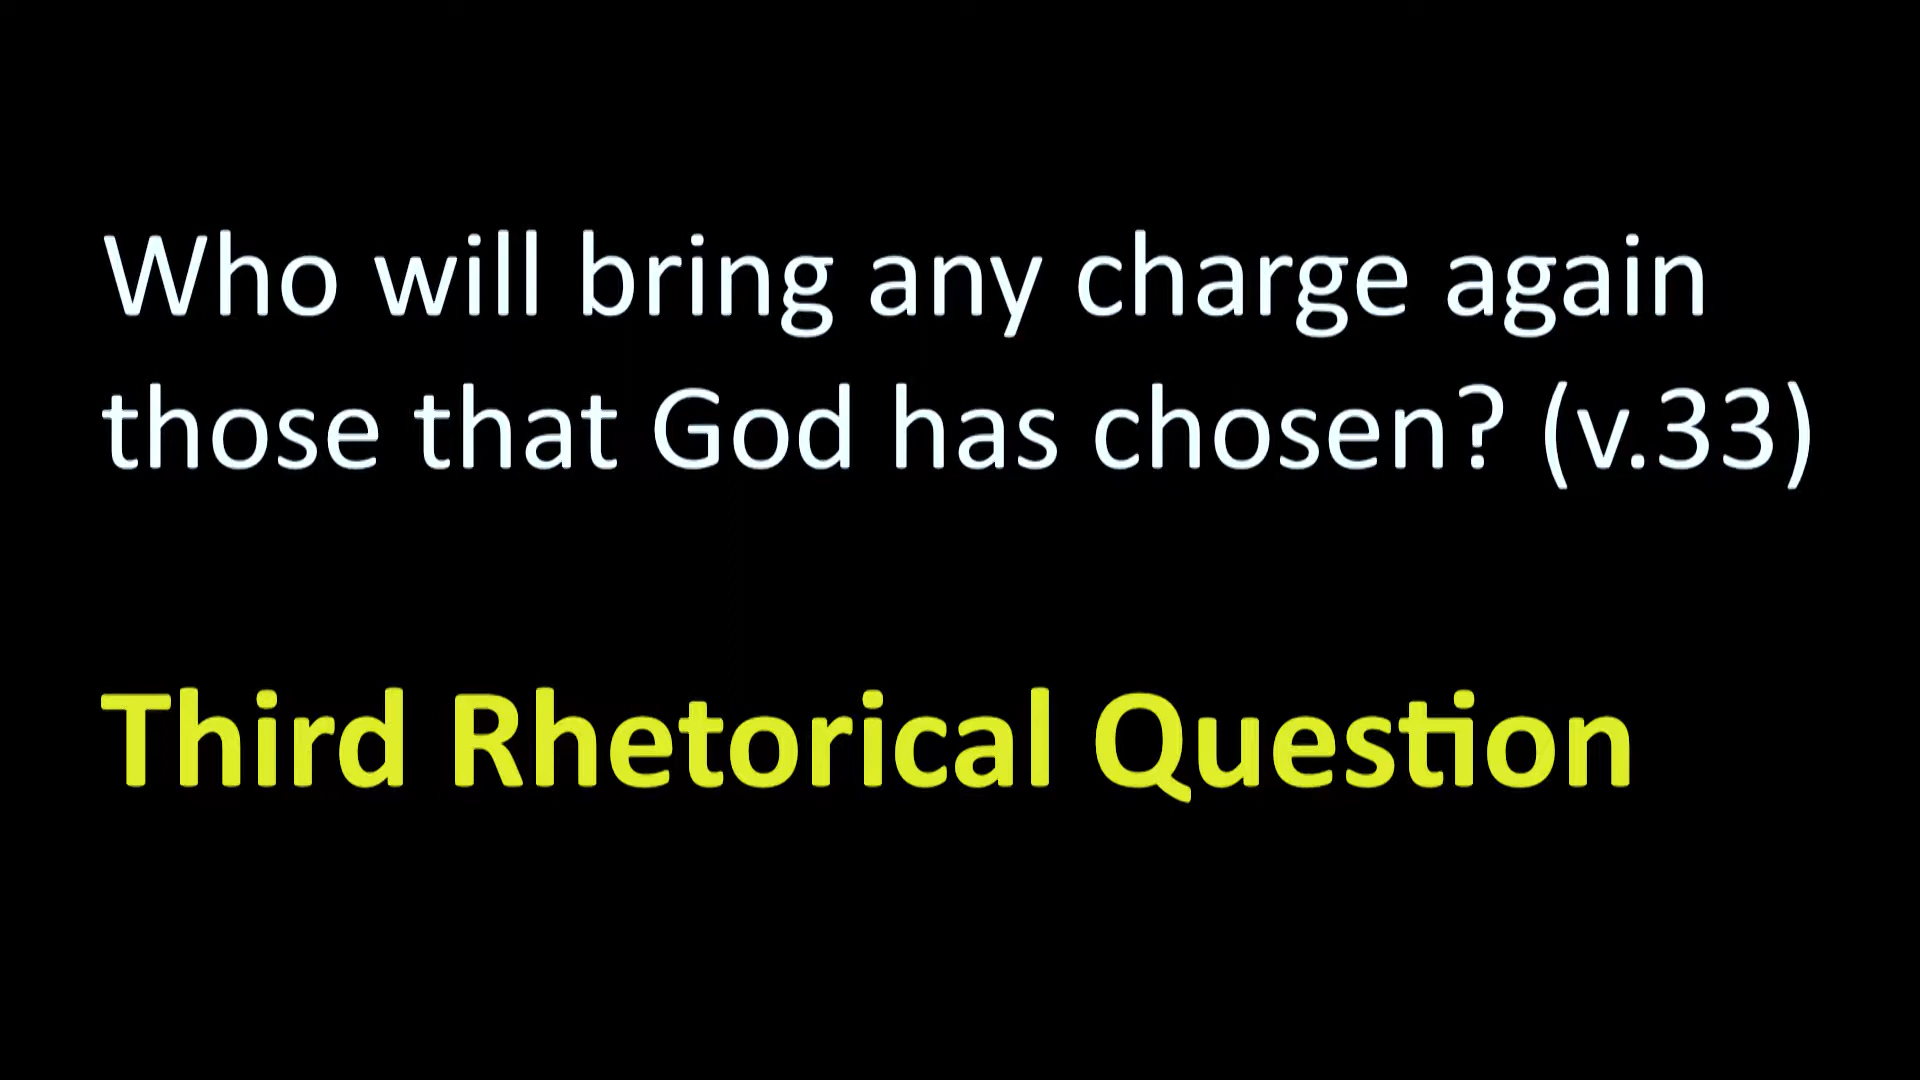 Who will bring any charge again
those that God has chosen? (v.33)
Third Rhetorical Question